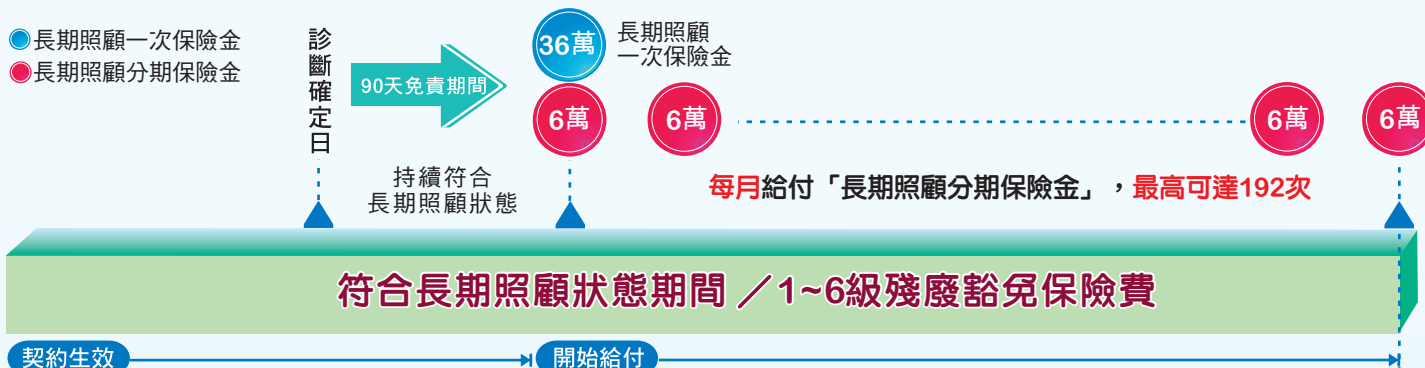 長期照顧一次保險金
長期照顧分期保險金
診斷確定日
90天免責期間
持續符合
長期照顧狀態
36萬
長期照顧
一次保險金
6萬
6萬
6萬
6萬
每月給付「長期照顧分期保險金」，最高可達192次
符合長期照顧狀態期間／1~6級殘廢豁免保險費
契約生效
開始給付